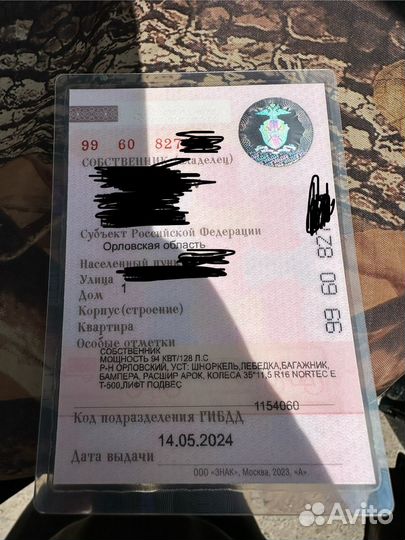 99 60 827
СОБСТВЕННИК (владелец)
Субъект Российской Федерации
Орловская область
Населенный пункт
Улица
1
Дом
Корпус(строение)
Квартира
Особые отметки
СОБСТВЕННИК
МОЩНОСТЬ 94 КВТ/128 Л.С
Р-Н ОРЛОВСКИЙ, УСТ: ШНОРКЕЛЬ,ЛЕБЕДКА,БАГАЖНИК,
БАМПЕРА, РАСШИР АРОК, КОЛЕСА 35*11,5 R16 NORTEC E
T-500,ЛИФТ ПОДВЕС
1154060
Код подразделения ГИБДД
14.05.2024
Дата выдачи
ООО «ЗНАК», Москва, 2023, «А»
99 60 827
Avito